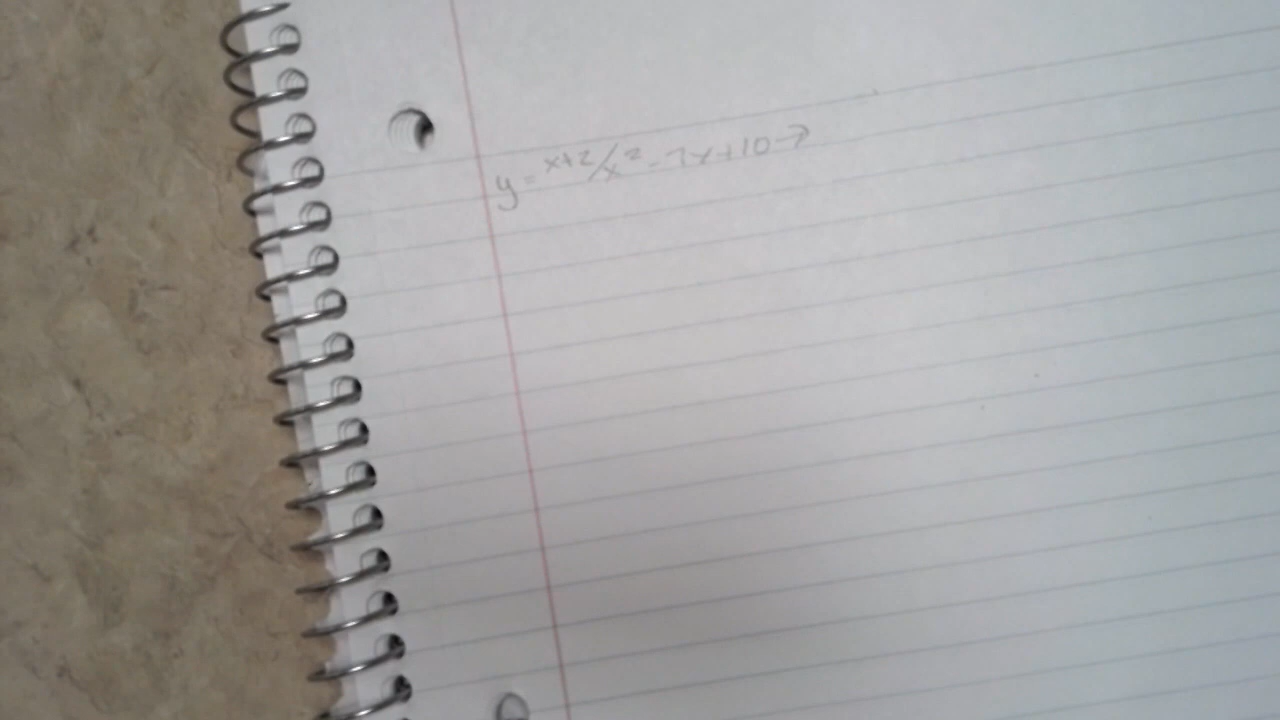 y = x+2/x² - 7x+10 →